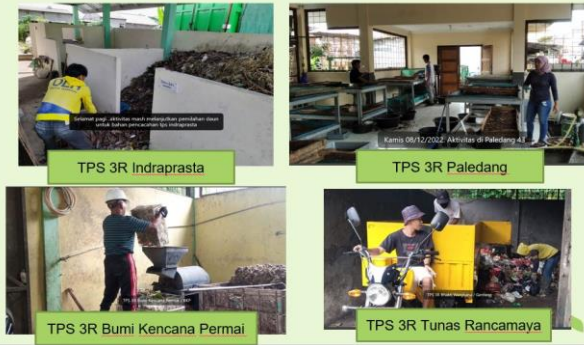 Selamat pagi. aktivitas masih melanjutkan pemilahan daun
untuk bahan pencacahan tps indraprasta
TPS 3R Indraprasta
Kamis 08/12/2022. Aktivitas di Paledang 43
TPS 3R Paledang
TPS 3R Bumi Kencana Permai
TPS 3R Tunas Rancamaya